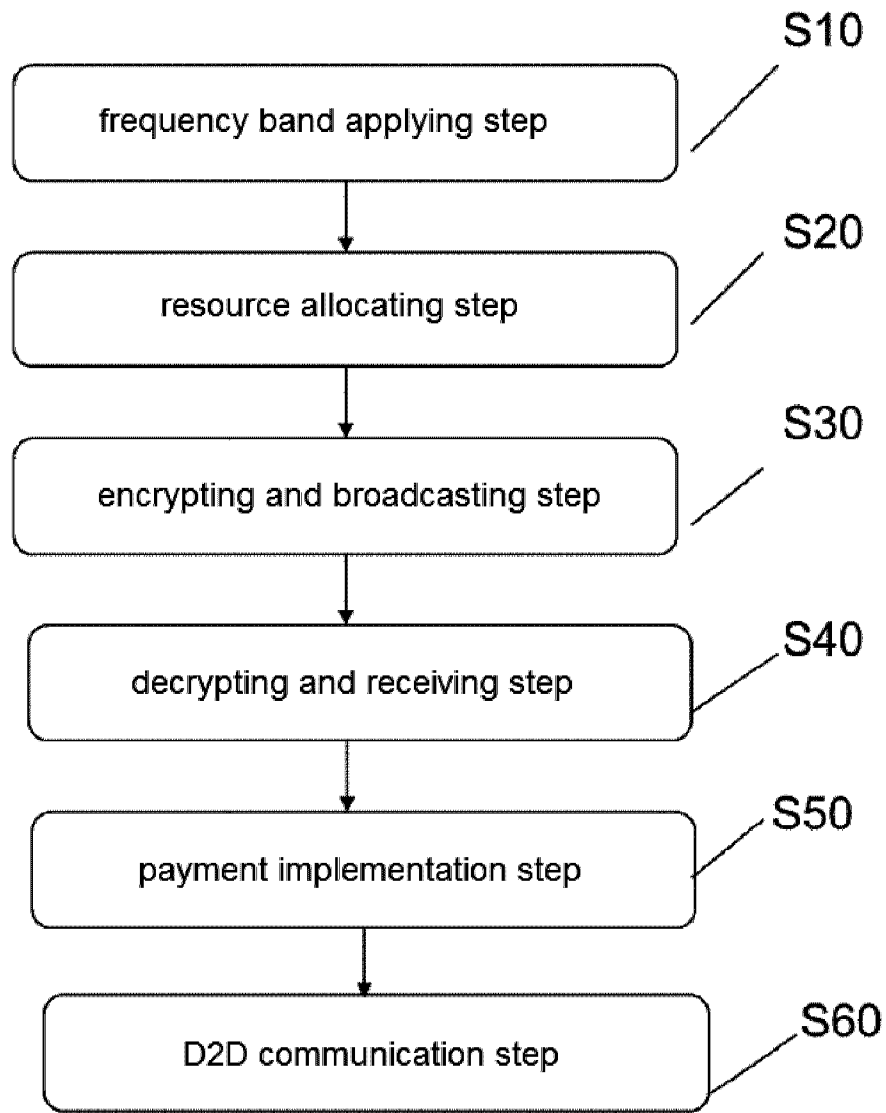 S10
frequency band applying step
S20
resource allocating step
S30
encrypting and broadcasting step
S40
decrypting and receiving step
S50
payment implementation step
S60
D2D communication step